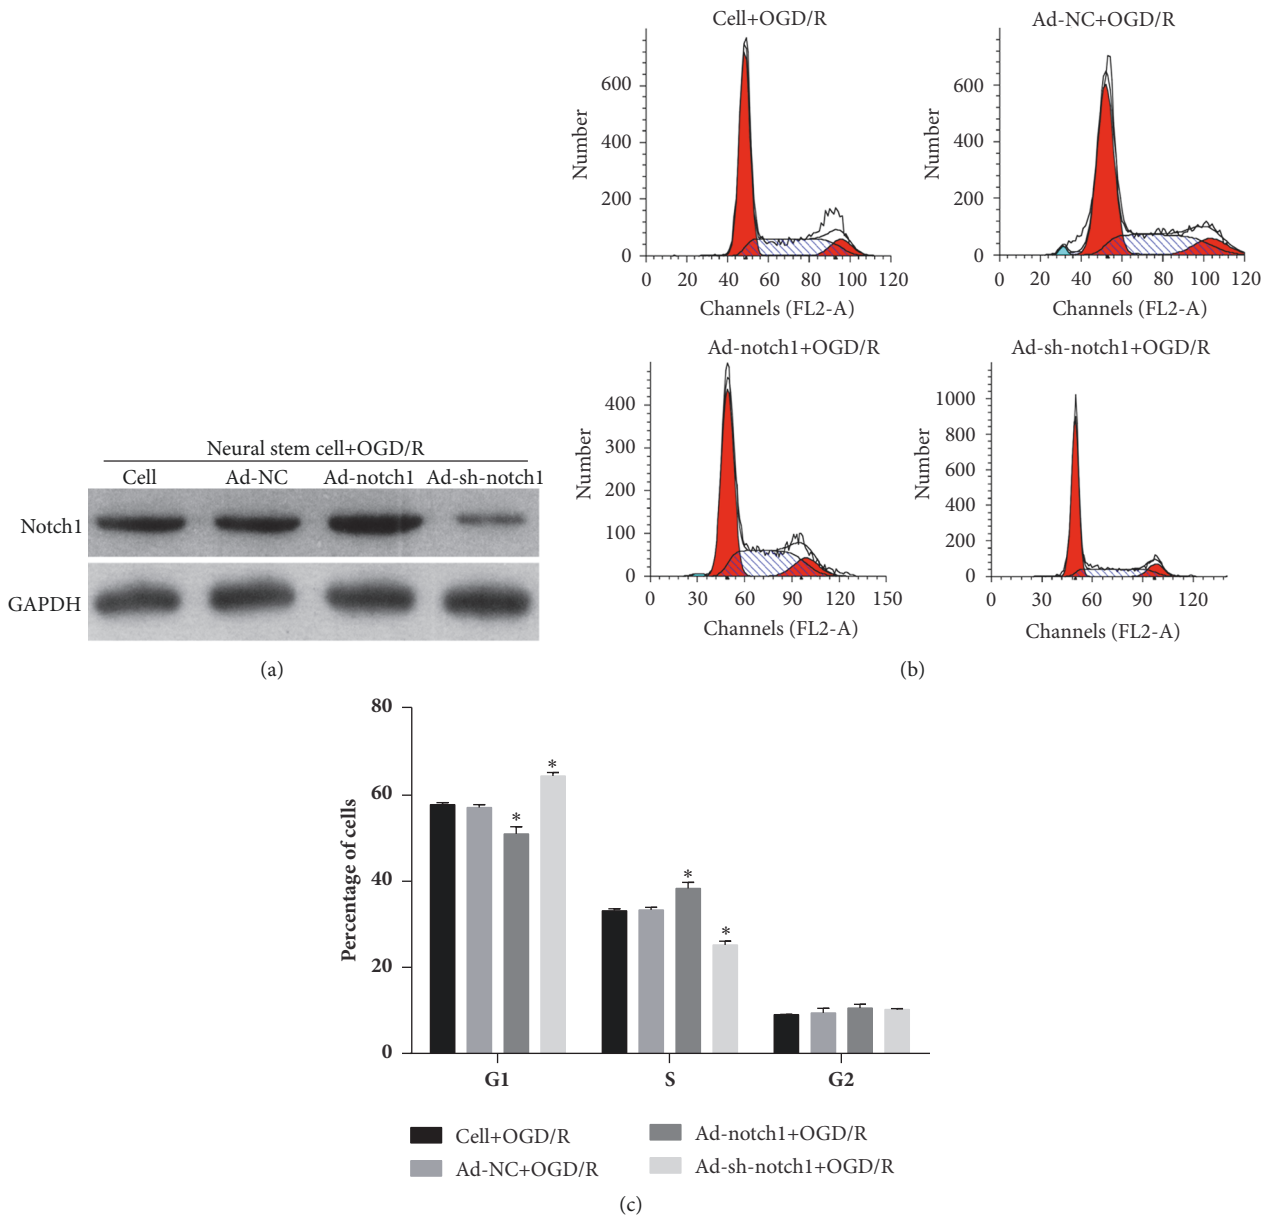 Neural stem cell+OGD/R
Cell Ad-NC Ad-notch1 Ad-sh-notch1
Notch1
GAPDH
(a)
Cell+OGD/R
Number
600
400
200
0
0 20 40 60 80 100 120
Channels (FL2-A)
Ad-NC+OGD/R
Number
600
400
200
0
0 20 40 60 80 100 120
Channels (FL2-A)
Ad-notch1+OGD/R
Number
400
300
200
100
0
0 30 60 90 120 150
Channels (FL2-A)
Ad-sh-notch1+OGD/R
Number
1000
800
600
400
200
0
0 30 60 90 120
Channels (FL2-A)
(b)
Percentage of cells
80
60
40
20
0
* * * *
G1 S G2
Cell+OGD/R
Ad-NC+OGD/R
Ad-notch1+OGD/R
Ad-sh-notch1+OGD/R
(c)